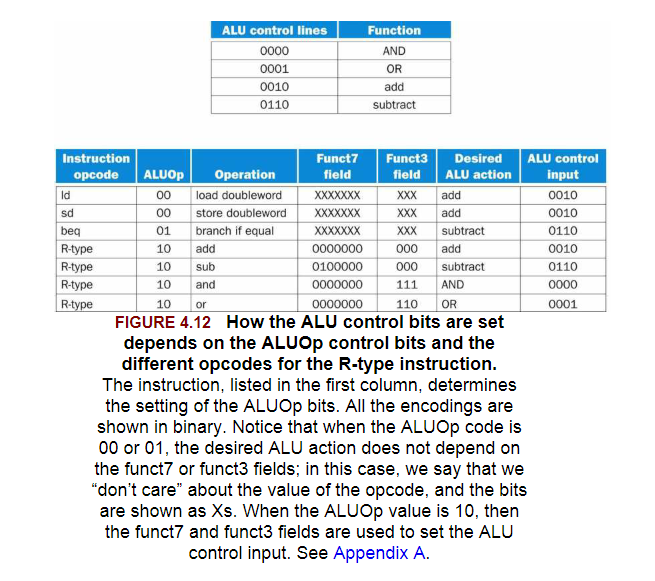 ALU control lines Function
0000 AND
0001 OR
0010 add
0110 subtract
Instruction opcode ALUOp Operation Funct7 field Funct3 field Desired ALU action ALU control input
ld 00 load doubleword XXXXXXX XXX add 0010
sd 00 store doubleword XXXXXXX XXX add 0010
beq 01 branch if equal XXXXXXX XXX subtract 0110
R-type 10 add 0000000 000 add 0010
R-type 10 sub 0100000 000 subtract 0110
R-type 10 and 0000000 111 AND 0000
R-type 10 or 0000000 110 OR 0001
FIGURE 4.12 How the ALU control bits are set
depends on the ALUOp control bits and the
different opcodes for the R-type instruction.
The instruction, listed in the first column, determines
the setting of the ALUOp bits. All the encodings are
shown in binary. Notice that when the ALUOp code is
00 or 01, the desired ALU action does not depend on
the funct7 or funct3 fields; in this case, we say that we
“don’t care” about the value of the opcode, and the bits
are shown as Xs. When the ALUOp value is 10, then
the funct7 and funct3 fields are used to set the ALU
control input. See Appendix A.